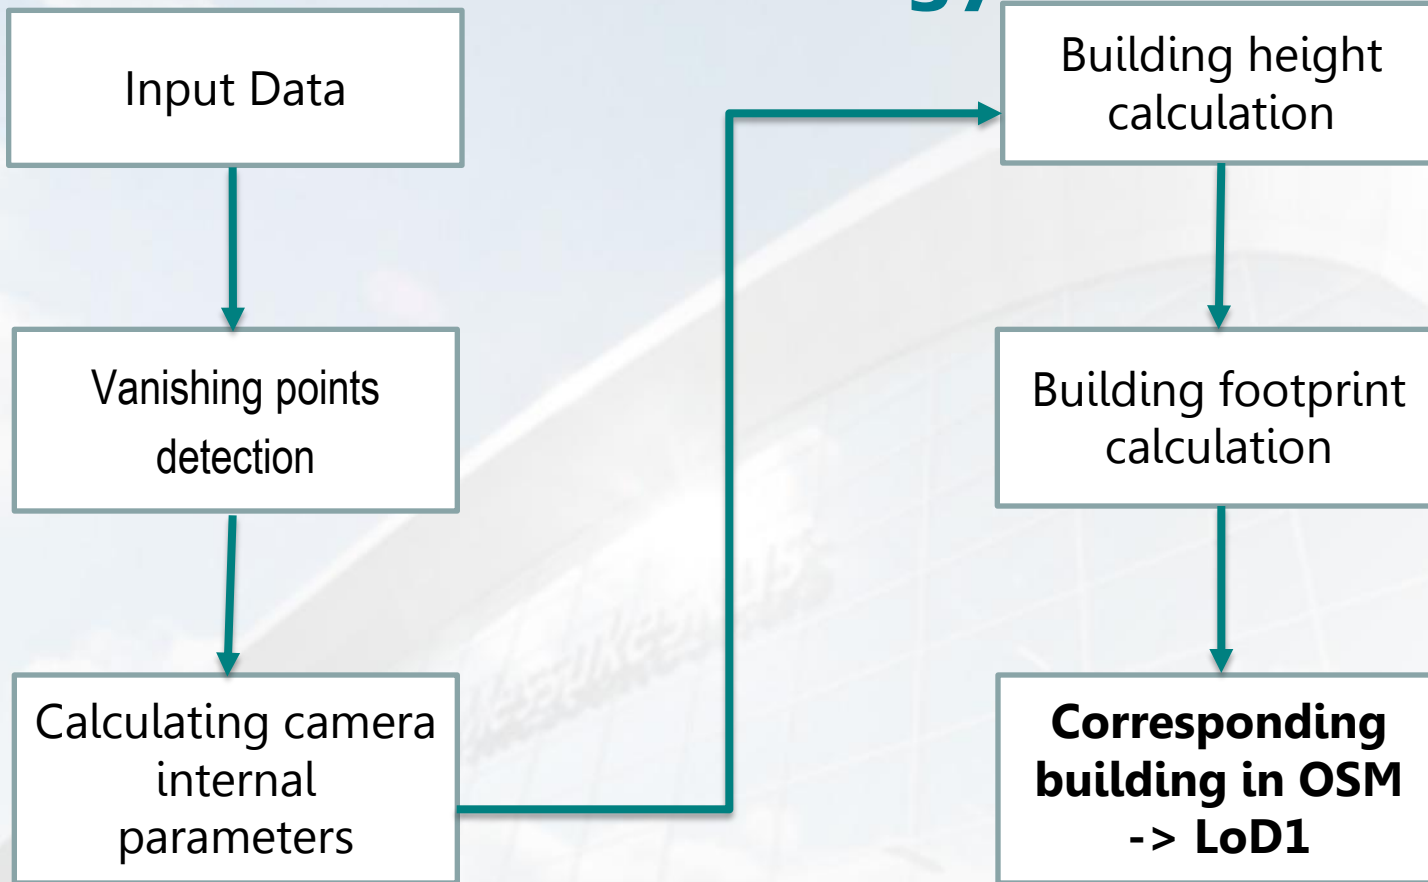 Input Data
Vanishing points
detection
Calculating camera
internal
parameters
Building height
calculation
Building footprint
calculation
Corresponding
building in OSM
-> LoD1